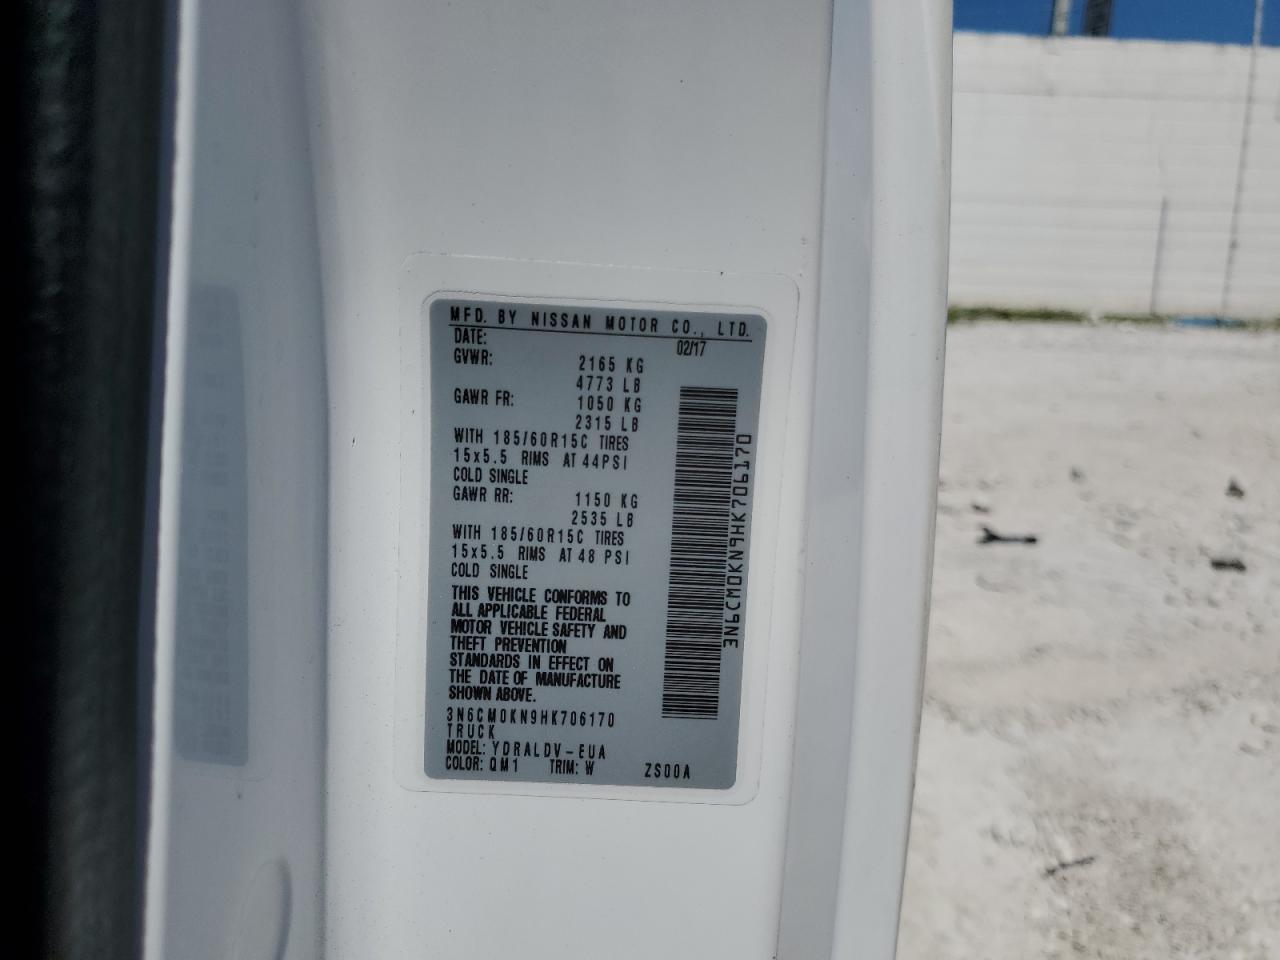 MFD. BY NISSAN MOTOR CO., LTD.
DATE: 02/17
GVWR: 2165 KG
4773 LB
GAWR FR: 1050 KG
2315 LB
WITH 185/60R15C TIRES
15x5.5 RIMS AT 44PSI
COLD SINGLE
GAWR RR: 1150 KG
2535 LB
WITH 185/60R15C TIRES
15x5.5 RIMS AT 48 PSI
COLD SINGLE
THIS VEHICLE CONFORMS TO
ALL APPLICABLE FEDERAL
MOTOR VEHICLE SAFETY AND
THEFT PREVENTION
STANDARDS IN EFFECT ON
THE DATE OF MANUFACTURE
SHOWN ABOVE.
3N6CM0KN9HK706170
TRUCK
MODEL: YDRALDV-EUA
COLOR: QM1 TRIM: W ZS00A
3N6CM0KN9HK706170